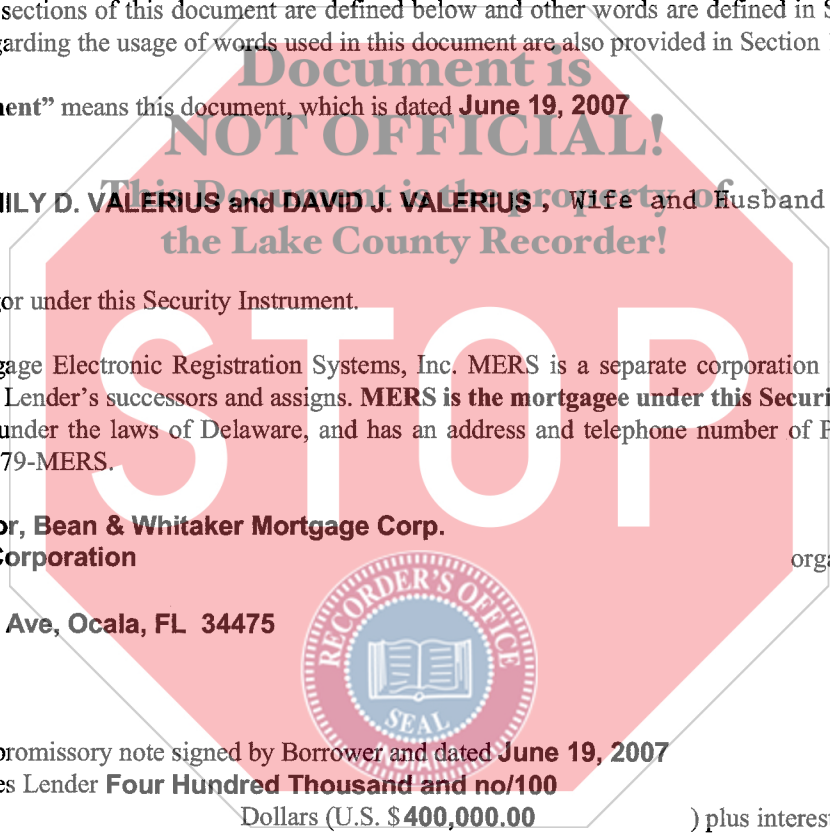 sections of this document are defined below and other words are defined in S
garding the usage of words used in this document are also provided in Section
Document is
nent” means this document, which is dated June 19, 2007
NOT OFFICIAL!
This Document is the property of
ILY D. VALERIUS and DAVID J. VALERIUS , Wife and Husband
the Lake County Recorder!
gor under this Security Instrument.
gage Electronic Registration Systems, Inc. MERS is a separate corporation
Lender’s successors and assigns. MERS is the mortgagee under this Securi
under the laws of Delaware, and has an address and telephone number of P
79-MERS.
STOP
or, Bean & Whitaker Mortgage Corp.
Corporation orga
Ave, Ocala, FL 34475
RECORDER'S OFFICE
SEAL
INDIANA
promissory note signed by Borrower and dated June 19, 2007
es Lender Four Hundred Thousand and no/100
Dollars (U.S. $400,000.00 ) plus interes